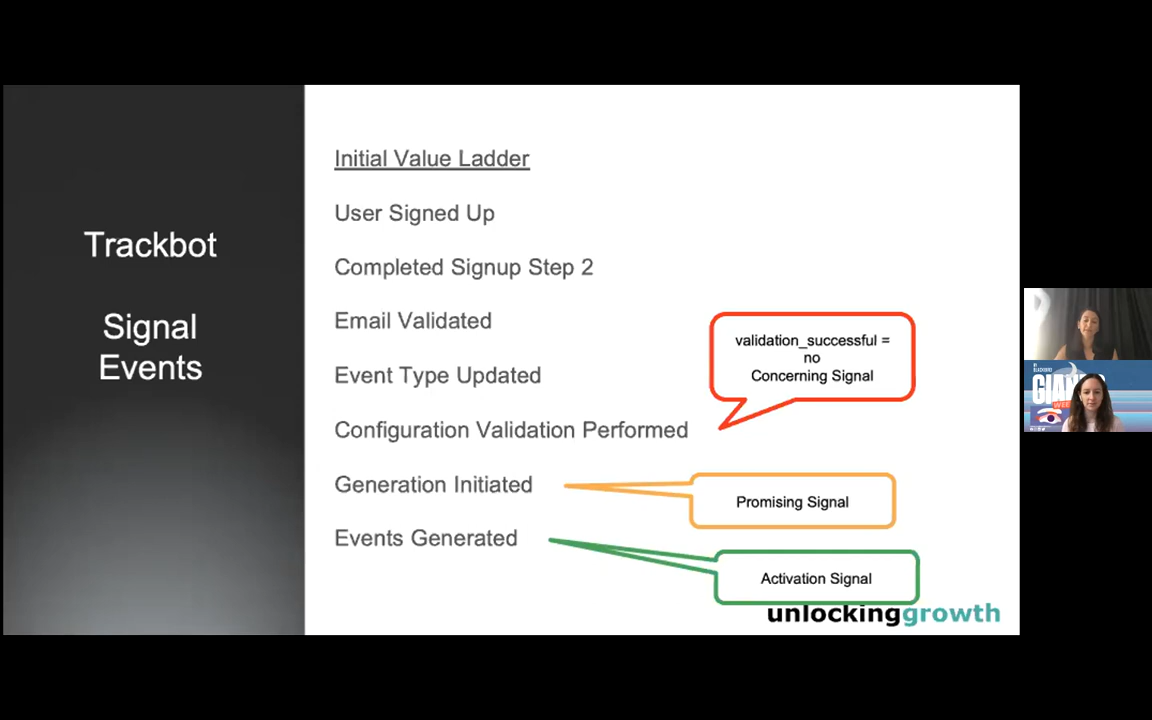 Trackbot
Signal
Events
Initial Value Ladder
User Signed Up
Completed Signup Step 2
Email Validated
Event Type Updated
Configuration Validation Performed
Generation Initiated
Events Generated
validation_successful =
no
Concerning Signal
Promising Signal
Activation Signal
unlockinggrowth